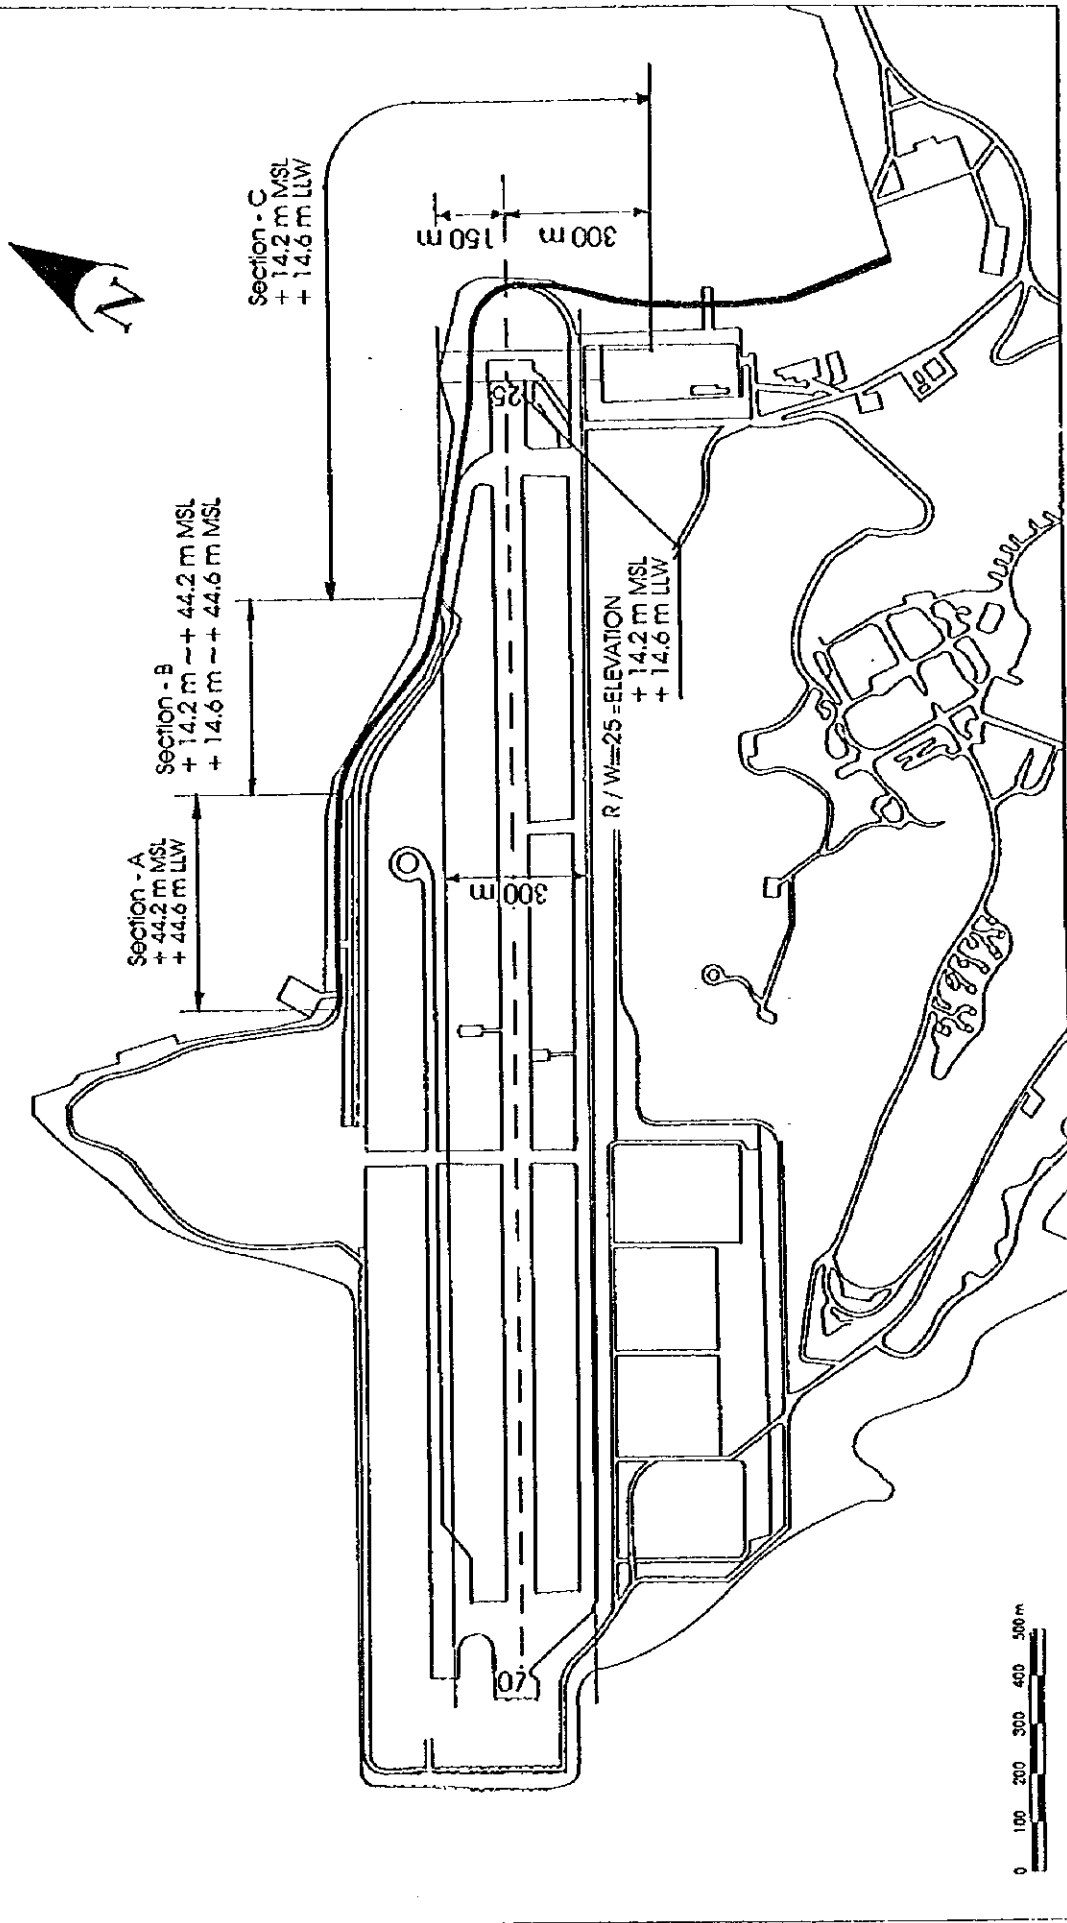 Section - C
+ 14.2 m MSL
+ 14.6 m LLW
N
150 m
300 m
Section - B
+ 14.2 m ~ + 44.2 m MSL
+ 14.6 m ~ + 44.6 m MSL
25
Section - A
+ 44.2 m MSL
+ 44.6 m LLW
R / W = 25 = ELEVATION
+ 14.2 m MSL
+ 14.6 m LLW
300 m
07
0 100 200 300 400 500 m